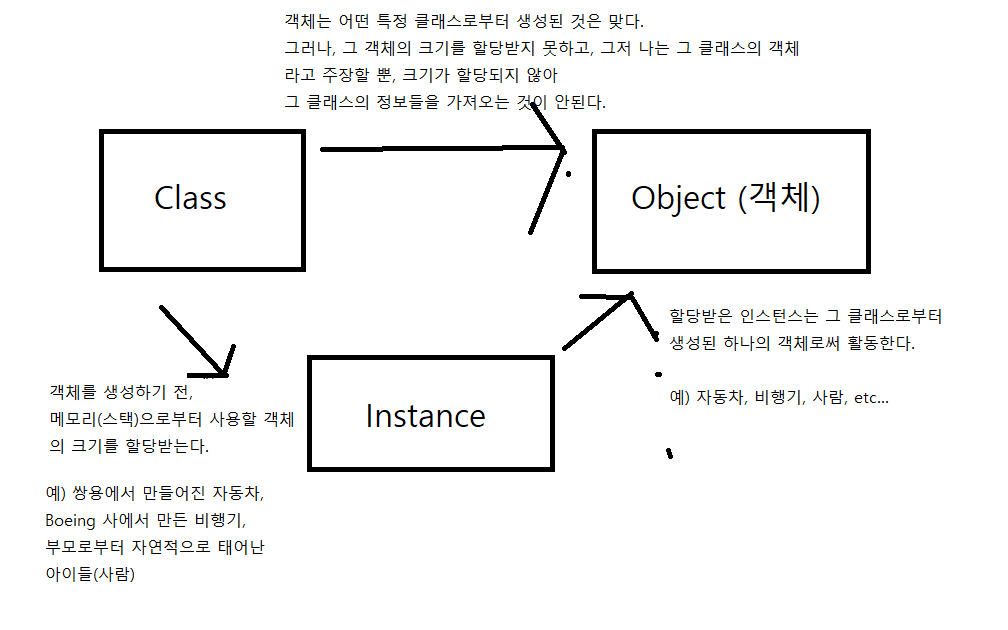 객체는 어떤 특정 클래스로부터 생성된 것은 맞다.
그러나, 그 객체의 크기를 할당받지 못하고, 그저 나는 그 클래스의 객체
라고 주장할 뿐, 크기가 할당되지 않아
그 클래스의 정보들을 가져오는 것이 안된다.
Class
Object (객체)
할당받은 인스턴스는 그 클래스로부터
생성된 하나의 객체로써 활동한다.
예) 자동차, 비행기, 사람, etc...
Instance
객체를 생성하기 전,
메모리(스택)으로부터 사용할 객체
의 크기를 할당받는다.
예) 쌍용에서 만들어진 자동차,
Boeing 사에서 만든 비행기,
부모로부터 자연적으로 태어난
아이들(사람)